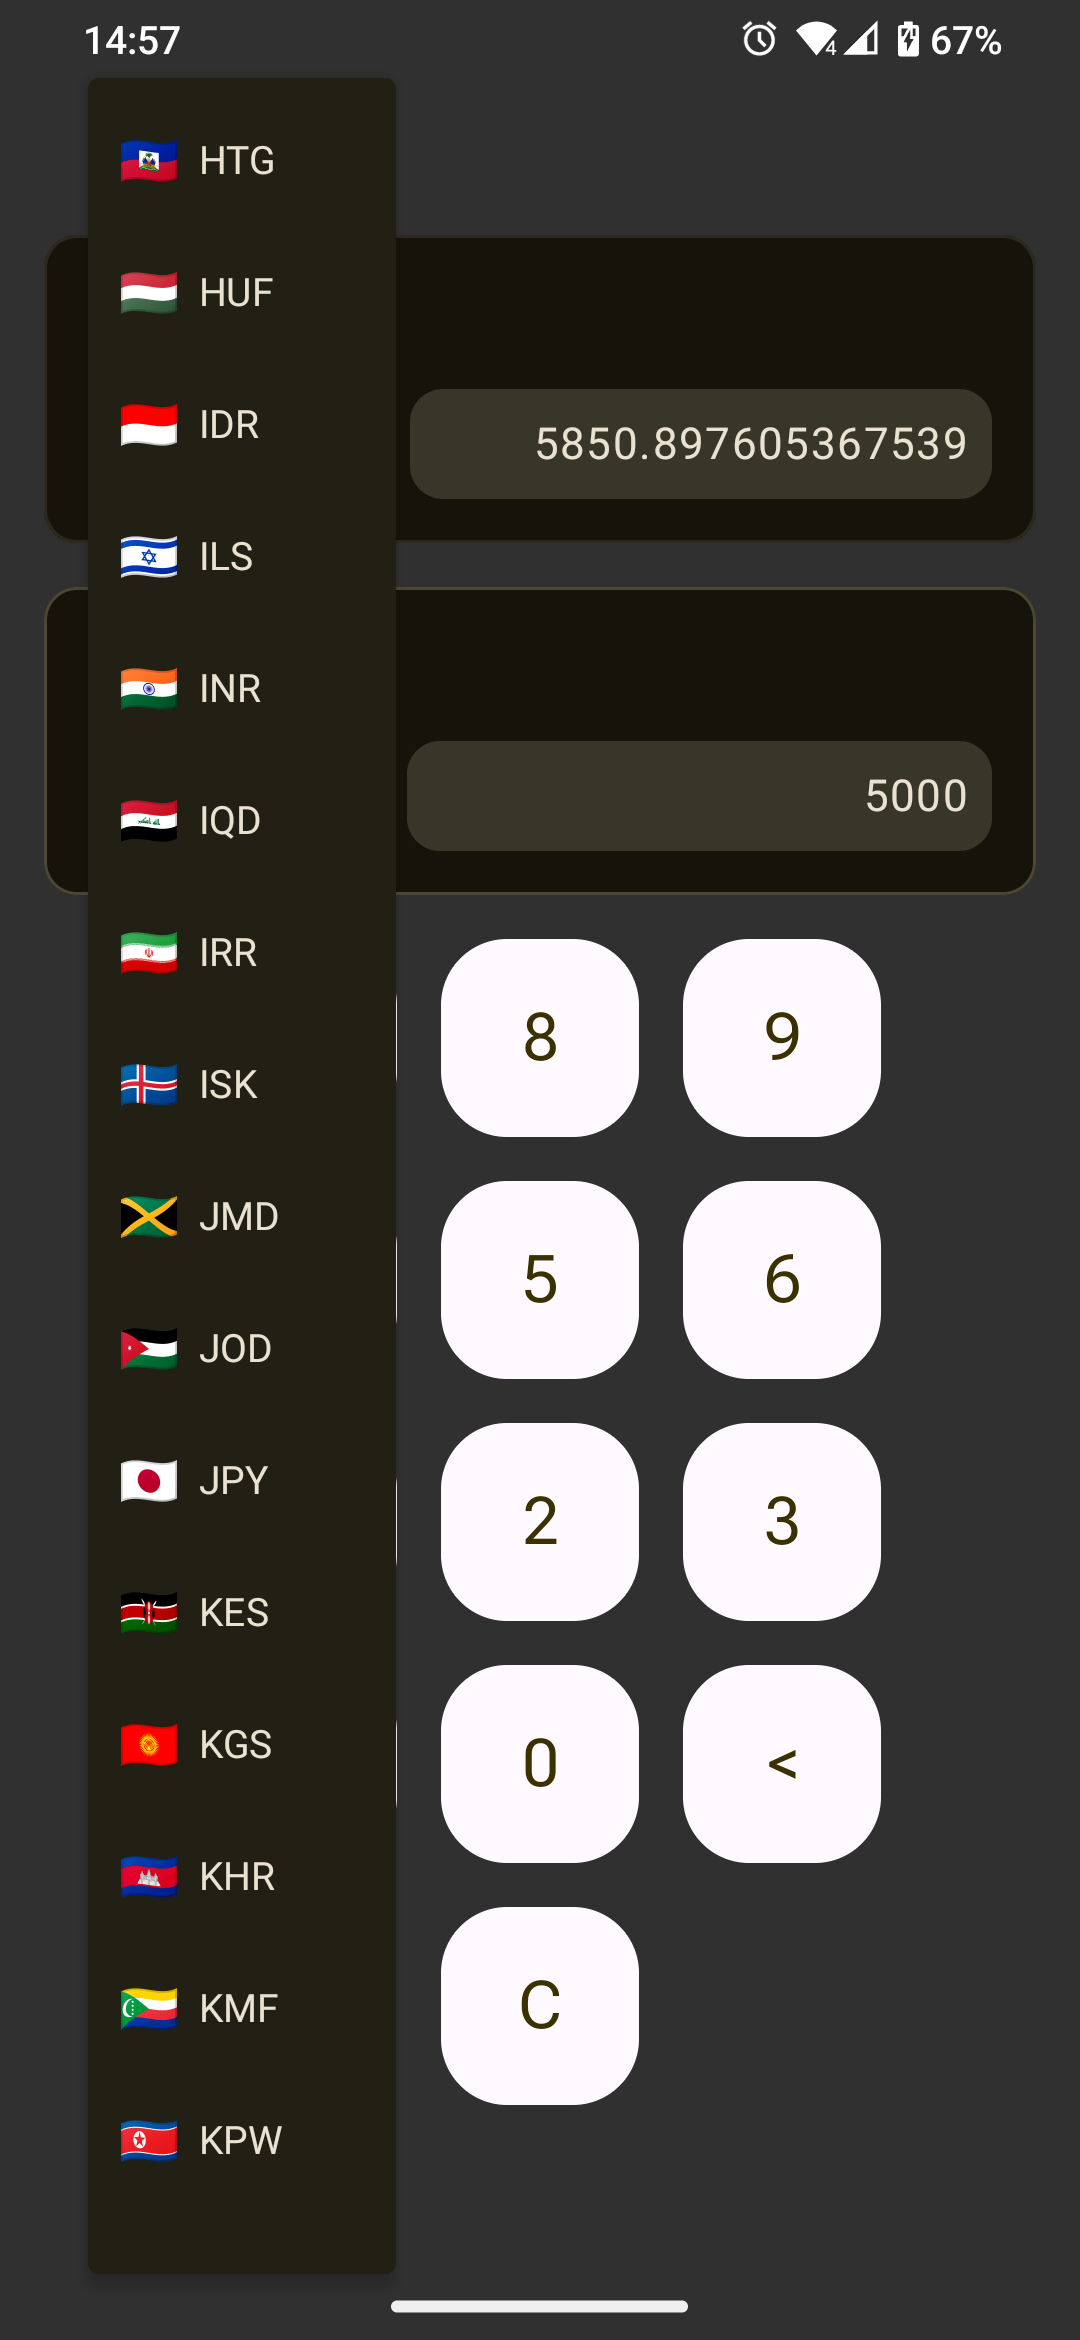 14:57 67%
HTG
HUF
IDR
5850.897605367539
ILS
INR
IQD
5000
IRR
8 9
ISK
JMD
5 6
JOD
JPY
2 3
KES
KGS
0 <
KHR
KMF
C
KPW